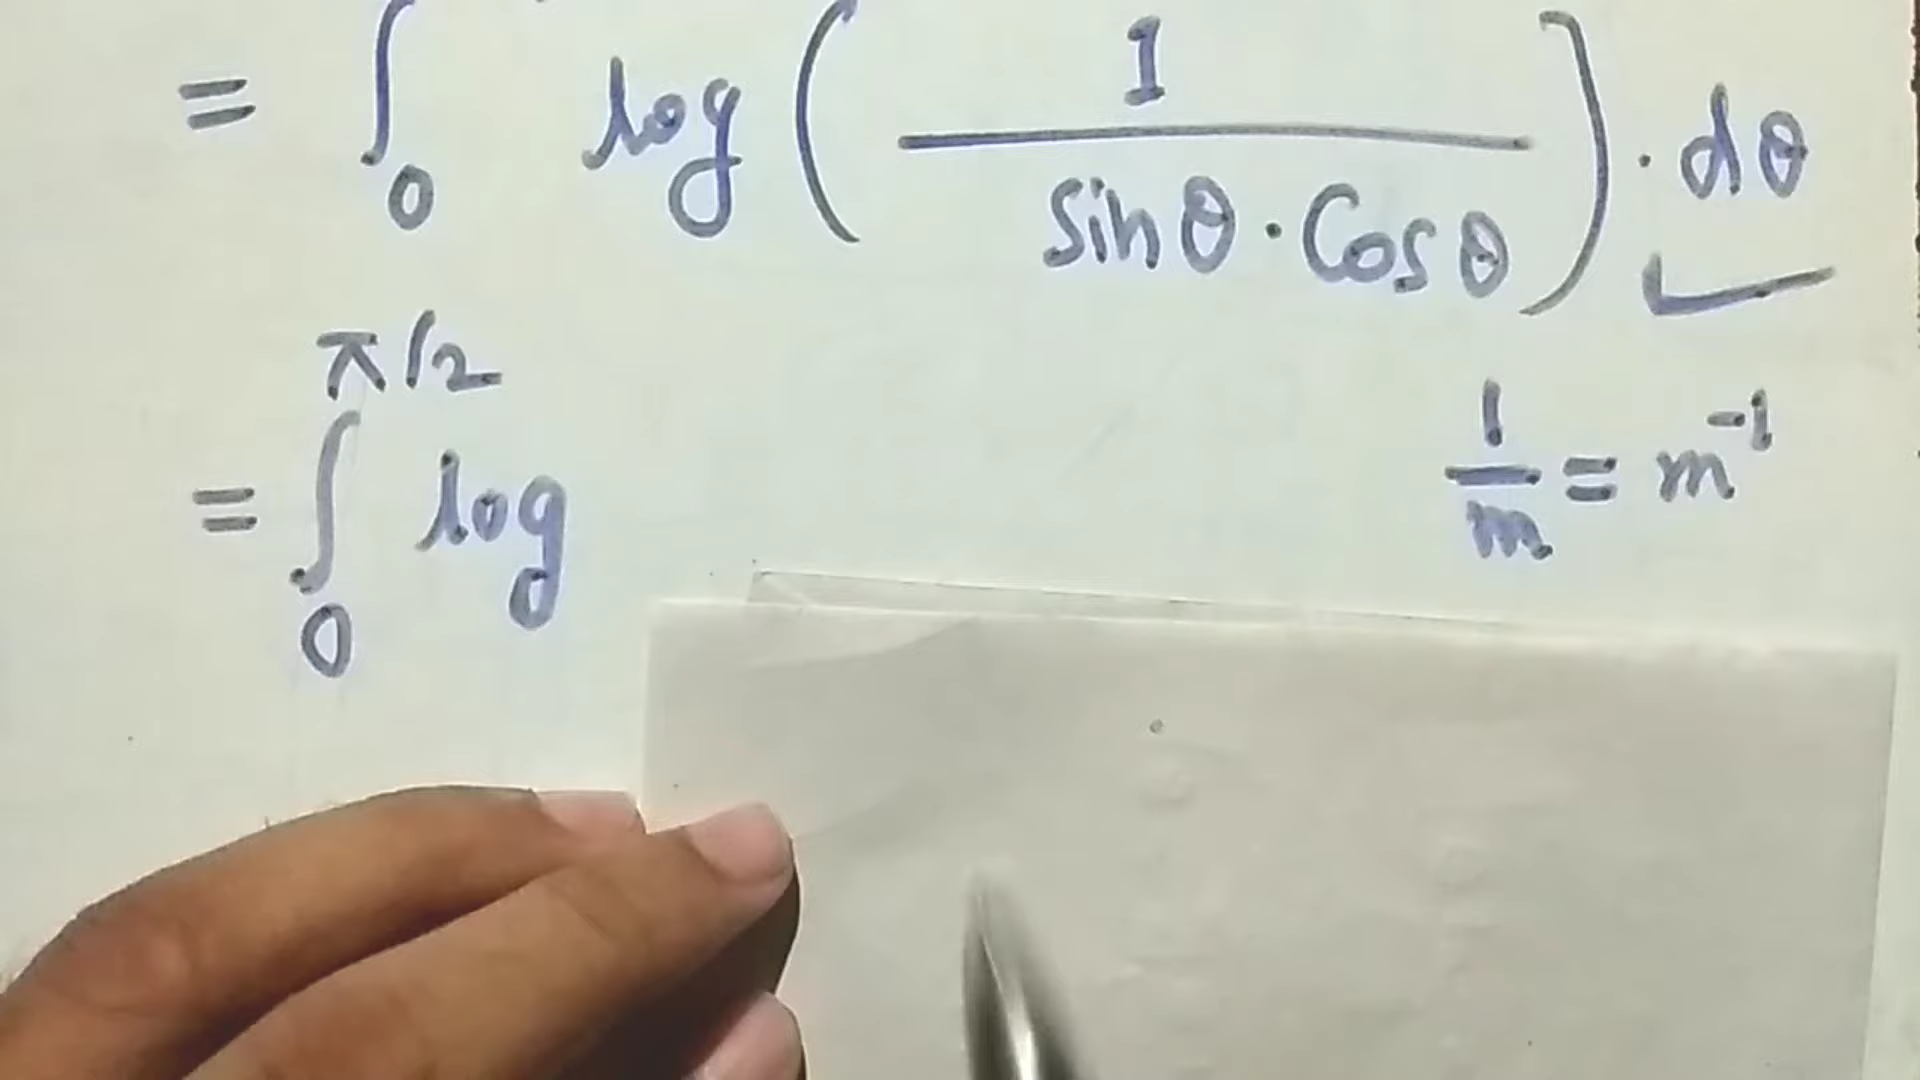 = ∫₀ log ( 1 / sinθ · Cosθ ) · dθ
= ∫₀^π/2 log
1/m = m⁻¹